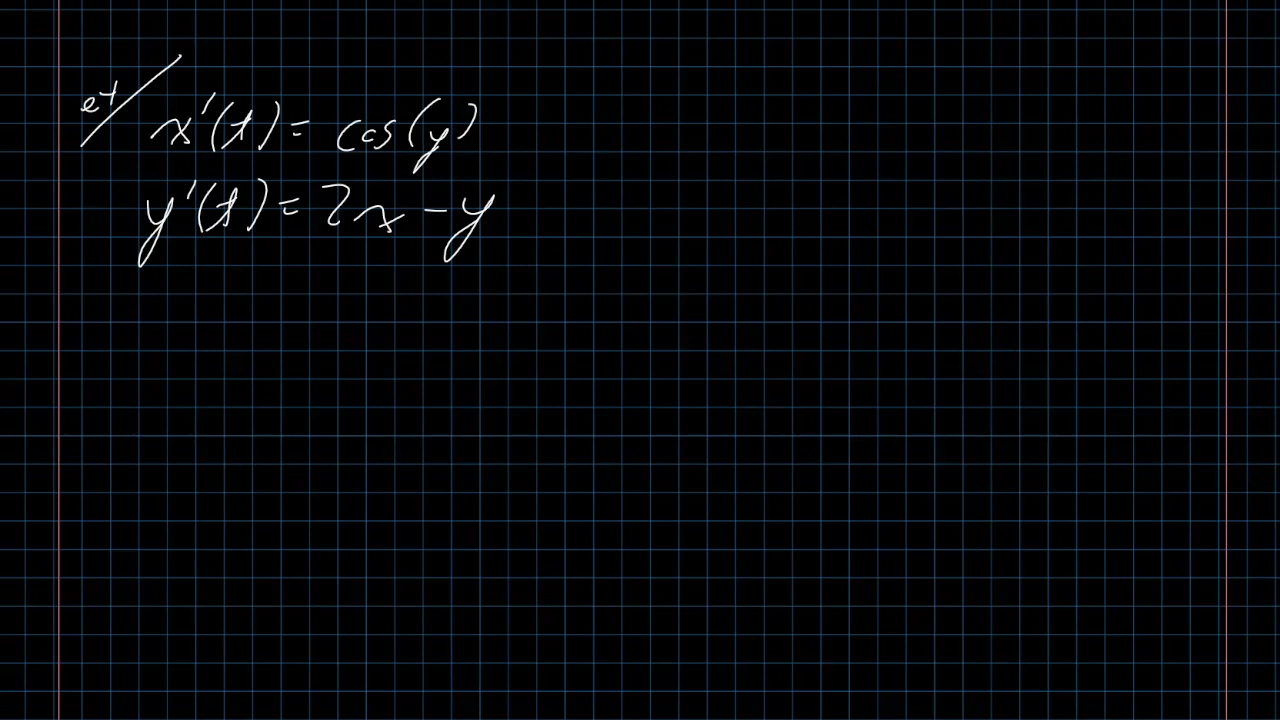 ex/ x'(t) = cos(y)
y'(t) = 2x - y